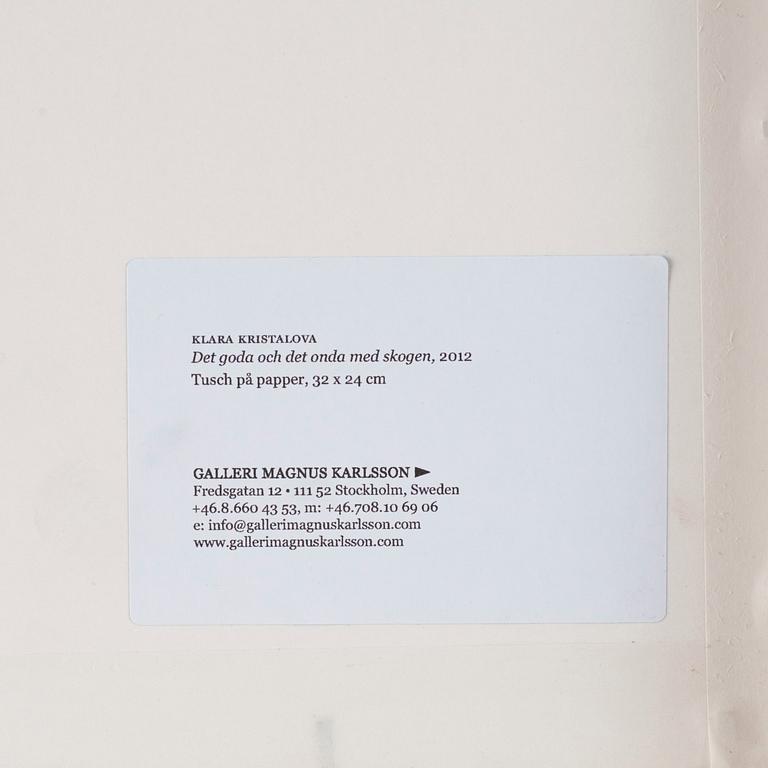 KLARA KRISTALOVA
Det goda och det onda med skogen, 2012
Tusch på papper, 32 x 24 cm
GALLERI MAGNUS KARLSSON ►
Fredsgatan 12 • 111 52 Stockholm, Sweden
+46.8.660 43 53, m: +46.708.10 69 06
e: info@gallerimagnuskarlsson.com
www.gallerimagnuskarlsson.com